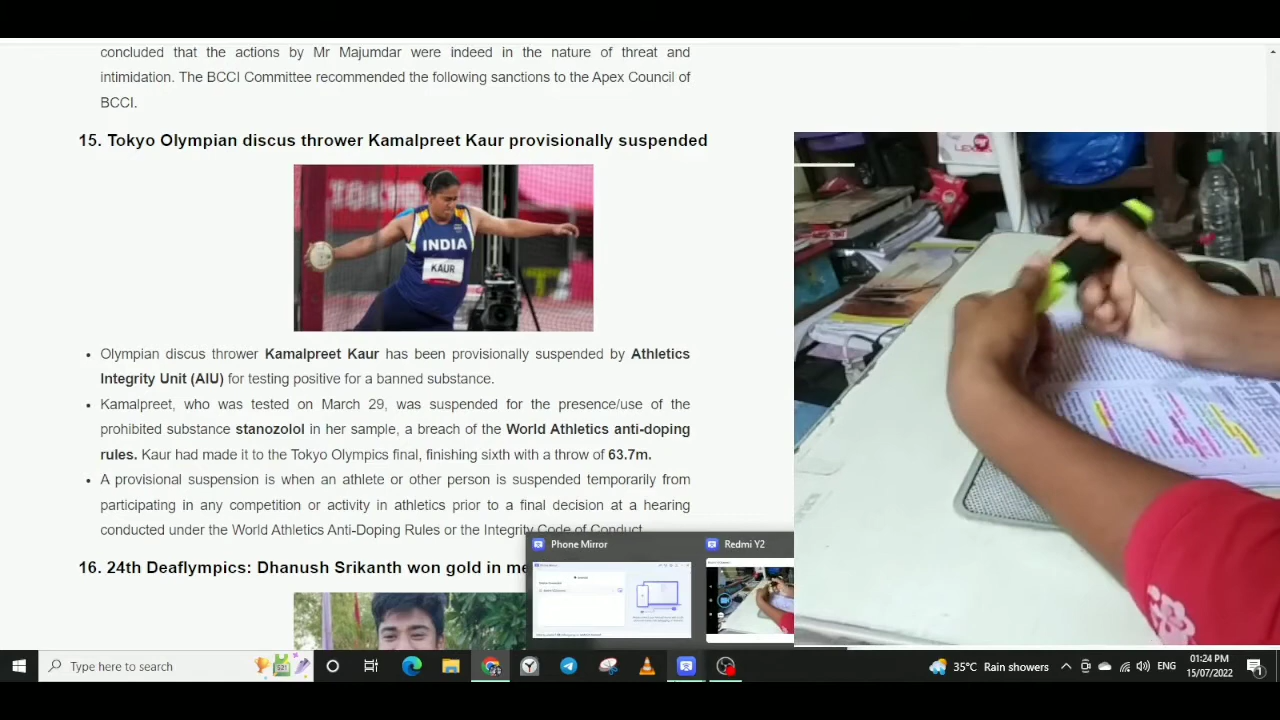 concluded that the actions by Mr Majumdar were indeed in the nature of threat and
intimidation. The BCCI Committee recommended the following sanctions to the Apex Council of
BCCI.
15. Tokyo Olympian discus thrower Kamalpreet Kaur provisionally suspended
INDIA
KAUR
• Olympian discus thrower Kamalpreet Kaur has been provisionally suspended by Athletics
Integrity Unit (AIU) for testing positive for a banned substance.
• Kamalpreet, who was tested on March 29, was suspended for the presence/use of the
prohibited substance stanozolol in her sample, a breach of the World Athletics anti-doping
rules. Kaur had made it to the Tokyo Olympics final, finishing sixth with a throw of 63.7m.
• A provisional suspension is when an athlete or other person is suspended temporarily from
participating in any competition or activity in athletics prior to a final decision at a hearing
conducted under the World Athletics Anti-Doping Rules or the Integrity Code of Conduct.
Phone Mirror
Redmi Y2
16. 24th Deaflympics: Dhanush Srikanth won gold in me
Type here to search
35°C Rain showers
ENG
01:24 PM
15/07/2022